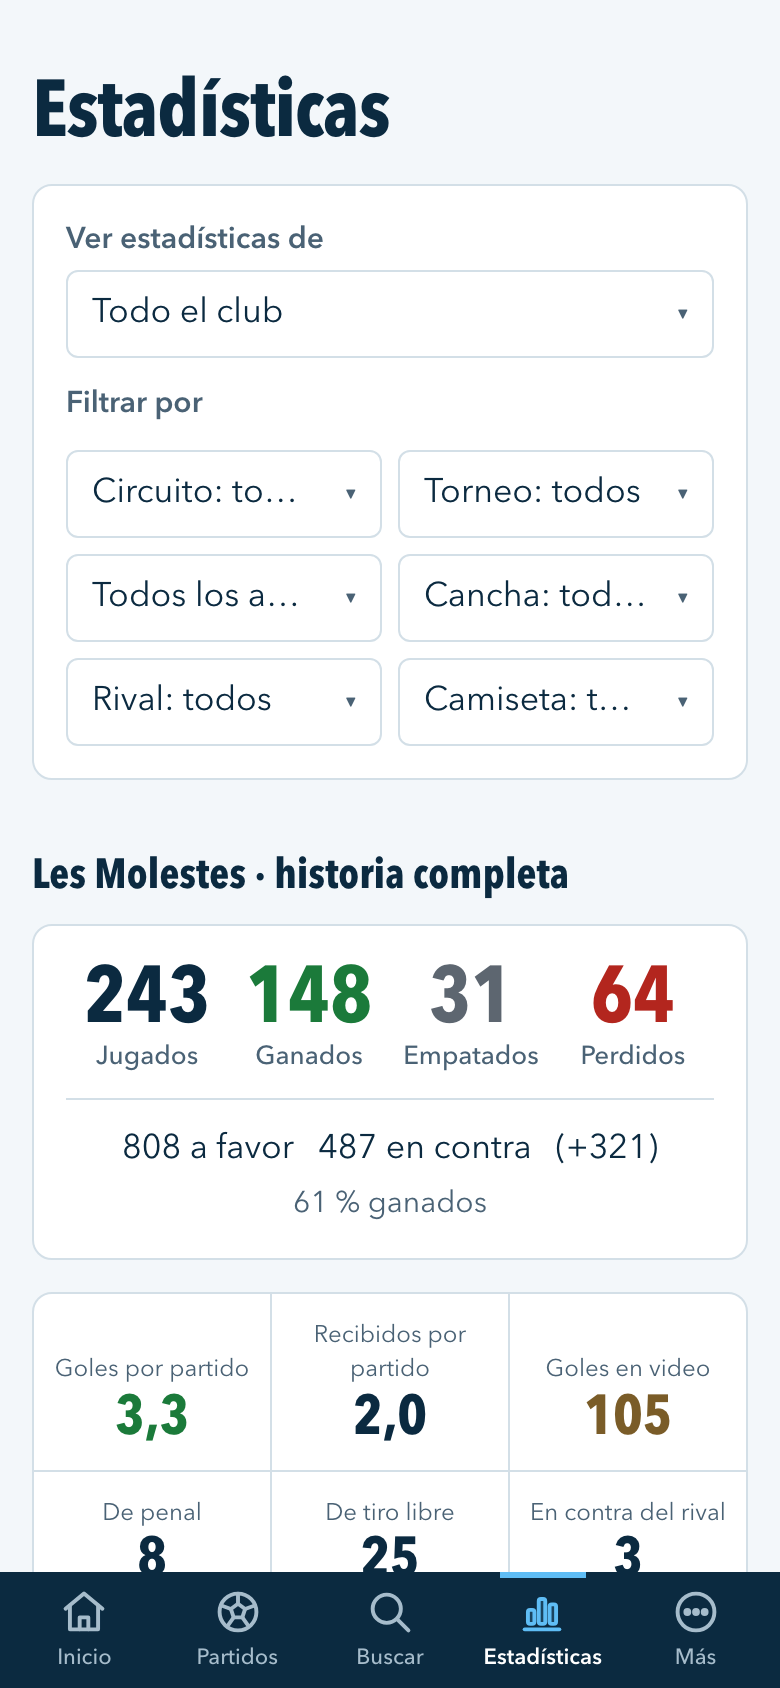 Estadísticas
Ver estadísticas de
Todo el club
Filtrar por
Circuito: to…
Torneo: todos
Todos los a…
Cancha: tod…
Rival: todos
Camiseta: t…
Les Molestes · historia completa
243 148 31 64
Jugados Ganados Empatados Perdidos
808 a favor 487 en contra (+321)
61 % ganados
Goles por partido
3,3
Recibidos por
partido
2,0
Goles en video
105
De penal
8
De tiro libre
25
En contra del rival
3
Inicio Partidos Buscar Estadísticas Más